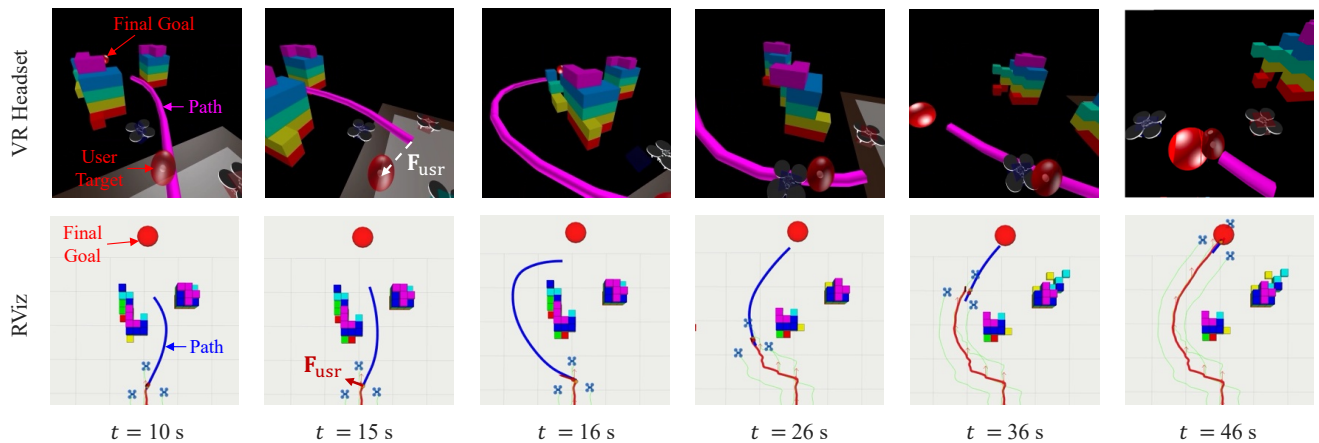 VR Headset
Final Goal
Path
User
Target
F_usr
RViz
Final
Goal
Path
F_usr
t = 10 s
t = 15 s
t = 16 s
t = 26 s
t = 36 s
t = 46 s